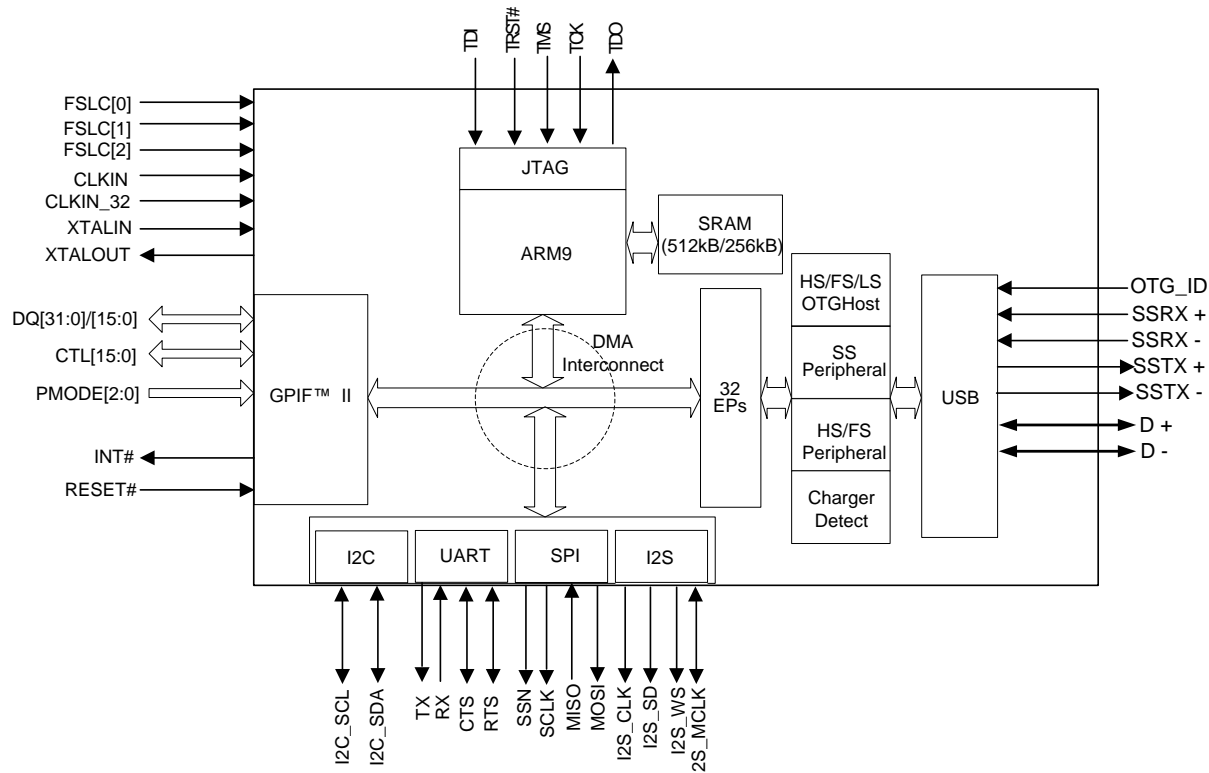 TDI
TRST#
TMS
TCK
TDO
FSLC[0]
FSLC[1]
FSLC[2]
CLKIN
CLKIN_32
XTALIN
XTALOUT
DQ[31:0]/[15:0]
CTL[15:0]
PMODE[2:0]
INT#
RESET#
JTAG
ARM9
SRAM
(512kB/256kB)
GPIF™ II
DMA
Interconnect
32
EPs
HS/FS/LS
OTGHost
SS
Peripheral
HS/FS
Peripheral
Charger
Detect
USB
OTG_ID
SSRX +
SSRX -
SSTX +
SSTX -
D +
D -
I2C
UART
SPI
I2S
I2C_SCL
I2C_SDA
TX
RX
CTS
RTS
SSN
SCLK
MISO
MOSI
I2S_CLK
I2S_SD
I2S_WS
2S_MCLK